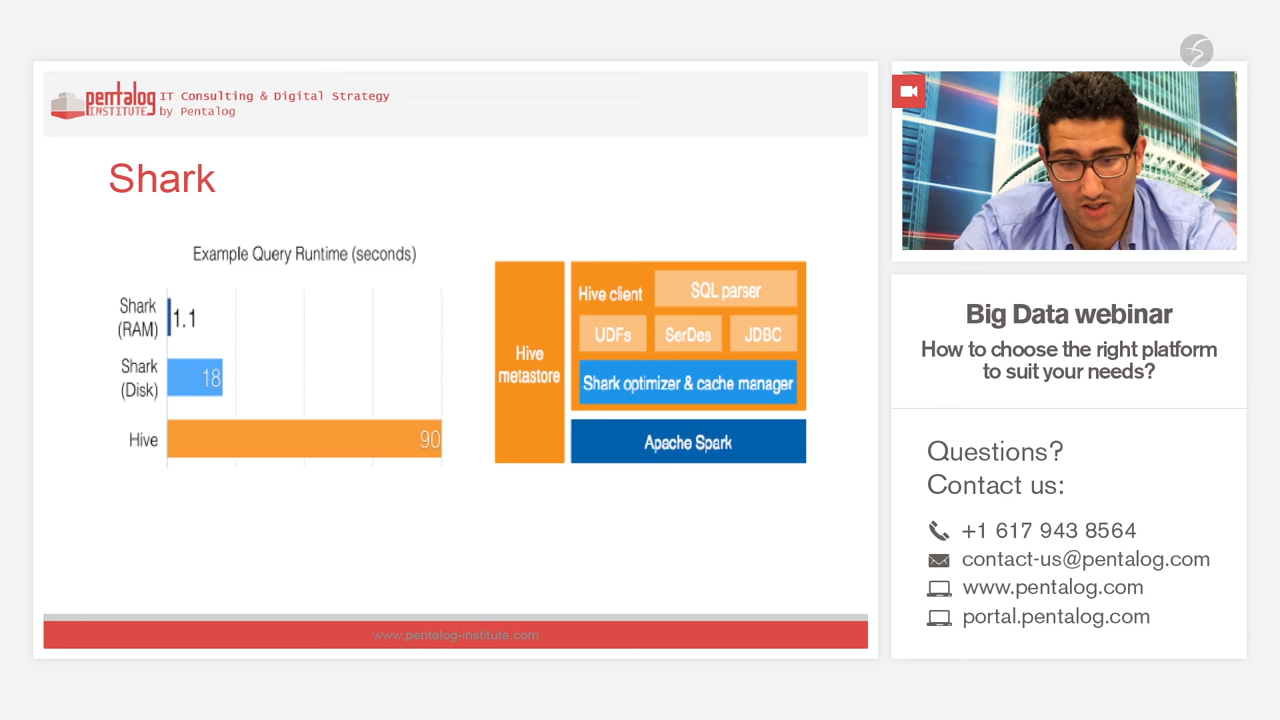 pentalog
INSTITUTE
IT Consulting & Digital Strategy
by Pentalog
Shark
Example Query Runtime (seconds)
Shark
(RAM)
1.1
Shark
(Disk)
18
Hive
90
Hive
metastore
Hive client
SQL parser
UDFs
SerDes
JDBC
Shark optimizer & cache manager
Apache Spark
www.pentalog-institute.com
Big Data webinar
How to choose the right platform
to suit your needs?
Questions?
Contact us:
+1 617 943 8564
contact-us@pentalog.com
www.pentalog.com
portal.pentalog.com